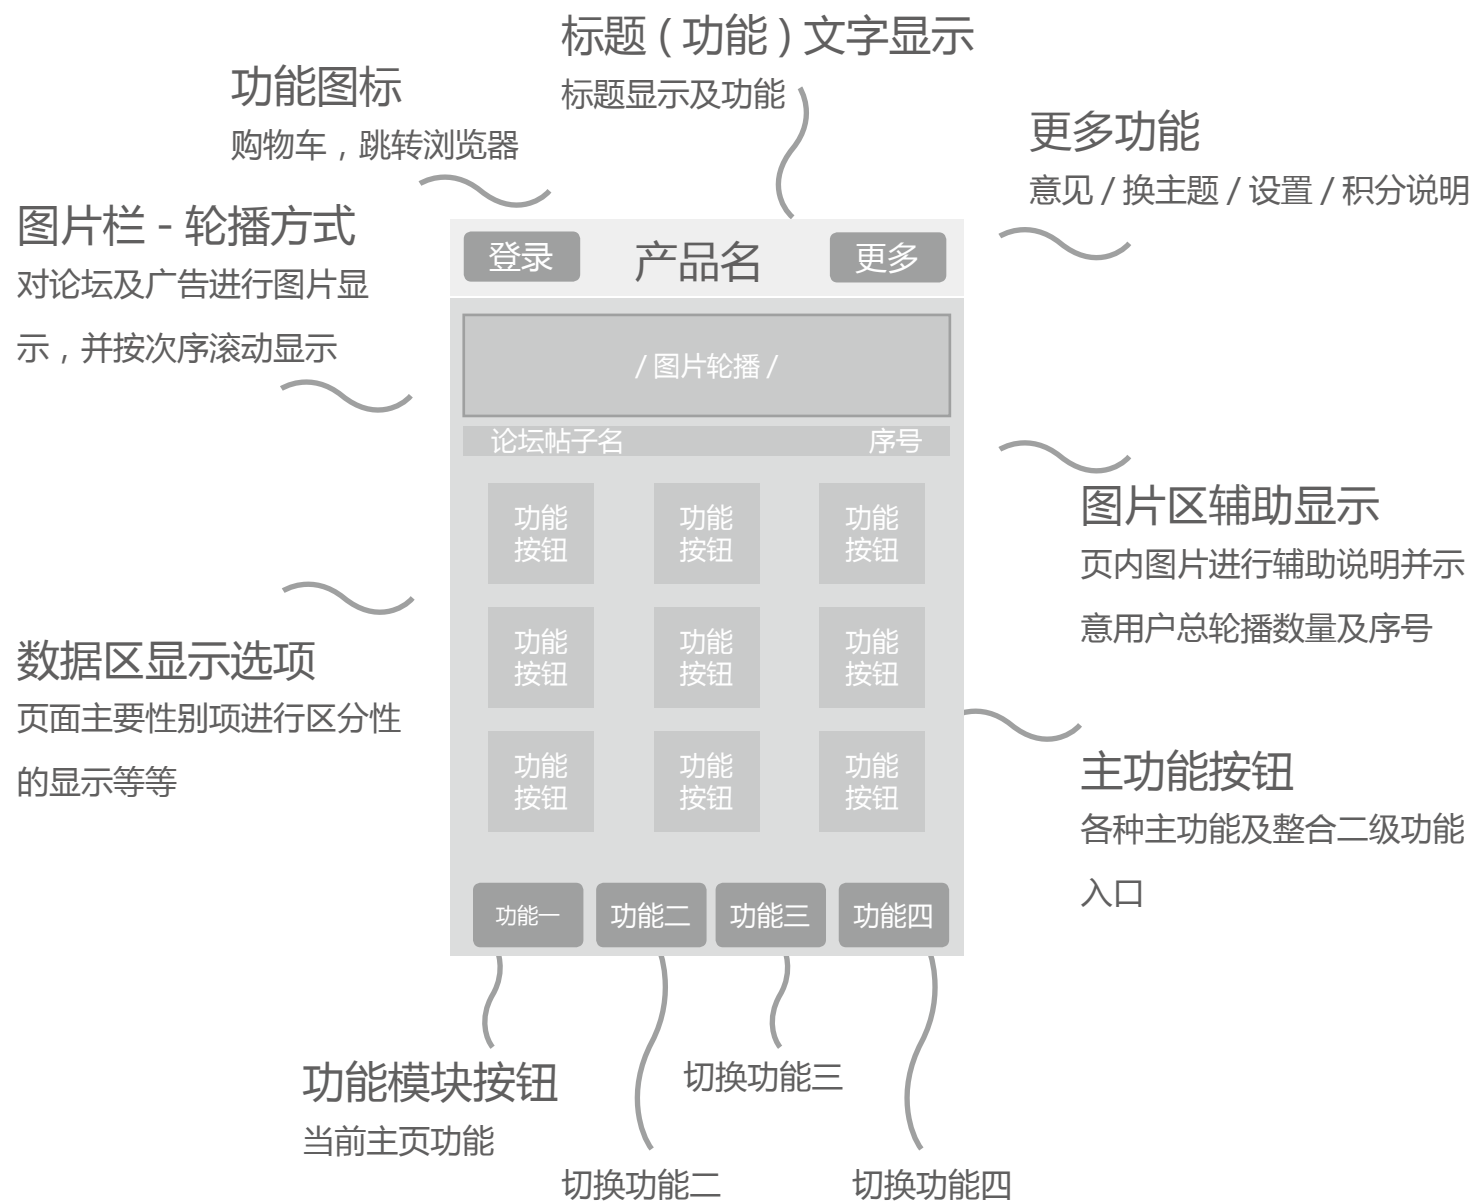 标题（功能）文字显示
标题显示及功能
功能图标
购物车，跳转浏览器
更多功能
意见 / 换主题 / 设置 / 积分说明
图片栏 - 轮播方式
对论坛及广告进行图片显
示，并按次序滚动显示
登录
产品名
更多
/ 图片轮播 /
论坛帖子名
序号
图片区辅助显示
页内图片进行辅助说明并示
意用户总轮播数量及序号
功能
按钮
功能
按钮
功能
按钮
功能
按钮
功能
按钮
功能
按钮
功能
按钮
功能
按钮
功能
按钮
数据区显示选项
页面主要性别项进行区分性
的显示等等
主功能按钮
各种主功能及整合二级功能
入口
功能一
功能二
功能三
功能四
功能模块按钮
当前主页功能
切换功能三
切换功能二
切换功能四